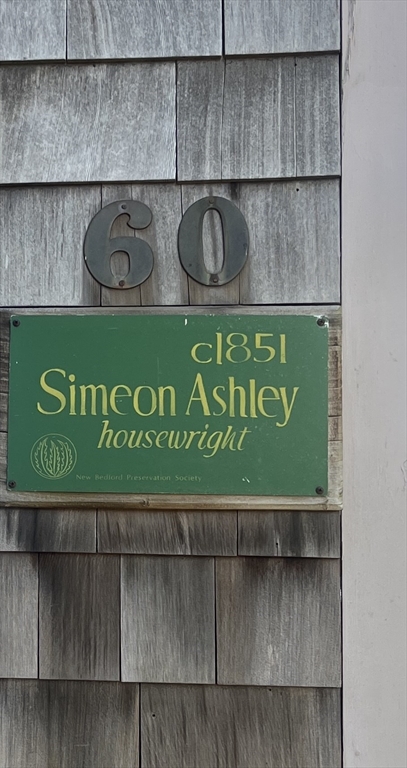 60
c1851
Simeon Ashley
housewright
New Bedford Preservation Society